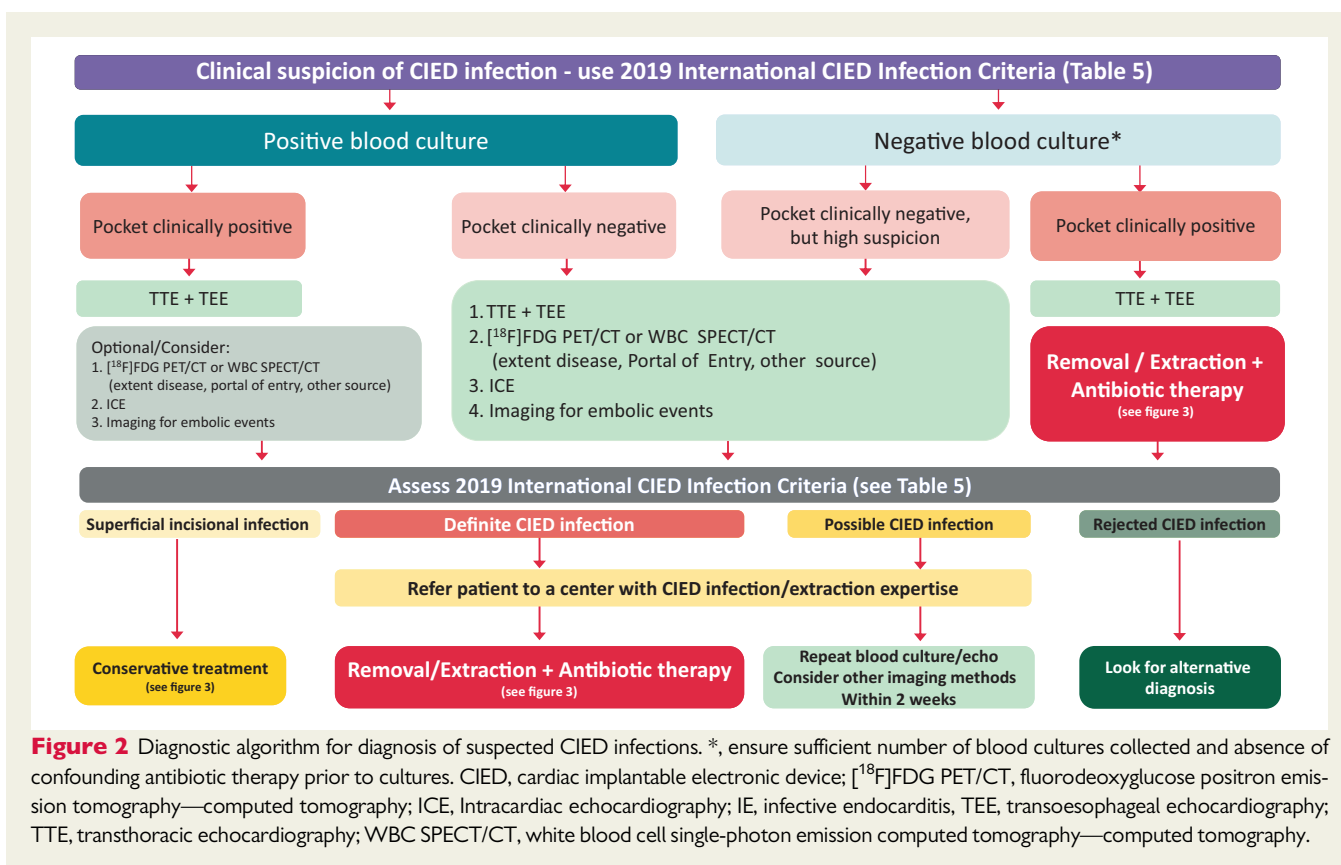 Clinical suspicion of CIED infection - use 2019 International CIED Infection Criteria (Table 5)
Positive blood culture
Negative blood culture*
Pocket clinically positive
Pocket clinically negative
Pocket clinically negative,
but high suspicion
Pocket clinically positive
TTE + TEE
Optional/Consider:
1. [¹⁸F]FDG PET/CT or WBC SPECT/CT
(extent disease, portal of entry, other source)
2. ICE
3. Imaging for embolic events
1. TTE + TEE
2. [¹⁸F]FDG PET/CT or WBC SPECT/CT
(extent disease, Portal of Entry, other source)
3. ICE
4. Imaging for embolic events
TTE + TEE
Removal / Extraction +
Antibiotic therapy
(see figure 3)
Assess 2019 International CIED Infection Criteria (see Table 5)
Superficial incisional infection
Definite CIED infection
Possible CIED infection
Rejected CIED infection
Refer patient to a center with CIED infection/extraction expertise
Conservative treatment
(see figure 3)
Removal/Extraction + Antibiotic therapy
(see figure 3)
Repeat blood culture/echo
Consider other imaging methods
Within 2 weeks
Look for alternative
diagnosis
Figure 2 Diagnostic algorithm for diagnosis of suspected CIED infections. *, ensure sufficient number of blood cultures collected and absence of
confounding antibiotic therapy prior to cultures. CIED, cardiac implantable electronic device; [¹⁸F]FDG PET/CT, fluorodeoxyglucose positron emis-
sion tomography—computed tomography; ICE, Intracardiac echocardiography; IE, infective endocarditis, TEE, transoesophageal echocardiography;
TTE, transthoracic echocardiography; WBC SPECT/CT, white blood cell single-photon emission computed tomography—computed tomography.